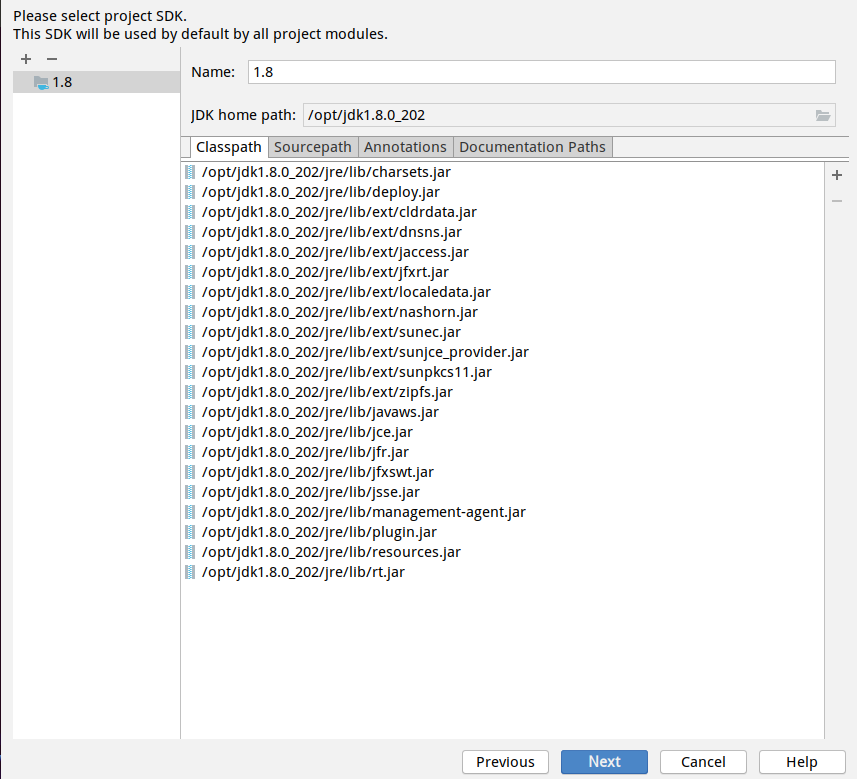 Please select project SDK.
This SDK will be used by default by all project modules.
1.8
Name: 1.8
JDK home path: /opt/jdk1.8.0_202
Classpath Sourcepath Annotations Documentation Paths
/opt/jdk1.8.0_202/jre/lib/charsets.jar
/opt/jdk1.8.0_202/jre/lib/deploy.jar
/opt/jdk1.8.0_202/jre/lib/ext/cldrdata.jar
/opt/jdk1.8.0_202/jre/lib/ext/dnsns.jar
/opt/jdk1.8.0_202/jre/lib/ext/jaccess.jar
/opt/jdk1.8.0_202/jre/lib/ext/jfxrt.jar
/opt/jdk1.8.0_202/jre/lib/ext/localedata.jar
/opt/jdk1.8.0_202/jre/lib/ext/nashorn.jar
/opt/jdk1.8.0_202/jre/lib/ext/sunec.jar
/opt/jdk1.8.0_202/jre/lib/ext/sunjce_provider.jar
/opt/jdk1.8.0_202/jre/lib/ext/sunpkcs11.jar
/opt/jdk1.8.0_202/jre/lib/ext/zipfs.jar
/opt/jdk1.8.0_202/jre/lib/javaws.jar
/opt/jdk1.8.0_202/jre/lib/jce.jar
/opt/jdk1.8.0_202/jre/lib/jfr.jar
/opt/jdk1.8.0_202/jre/lib/jfxswt.jar
/opt/jdk1.8.0_202/jre/lib/jsse.jar
/opt/jdk1.8.0_202/jre/lib/management-agent.jar
/opt/jdk1.8.0_202/jre/lib/plugin.jar
/opt/jdk1.8.0_202/jre/lib/resources.jar
/opt/jdk1.8.0_202/jre/lib/rt.jar
Previous Next Cancel Help